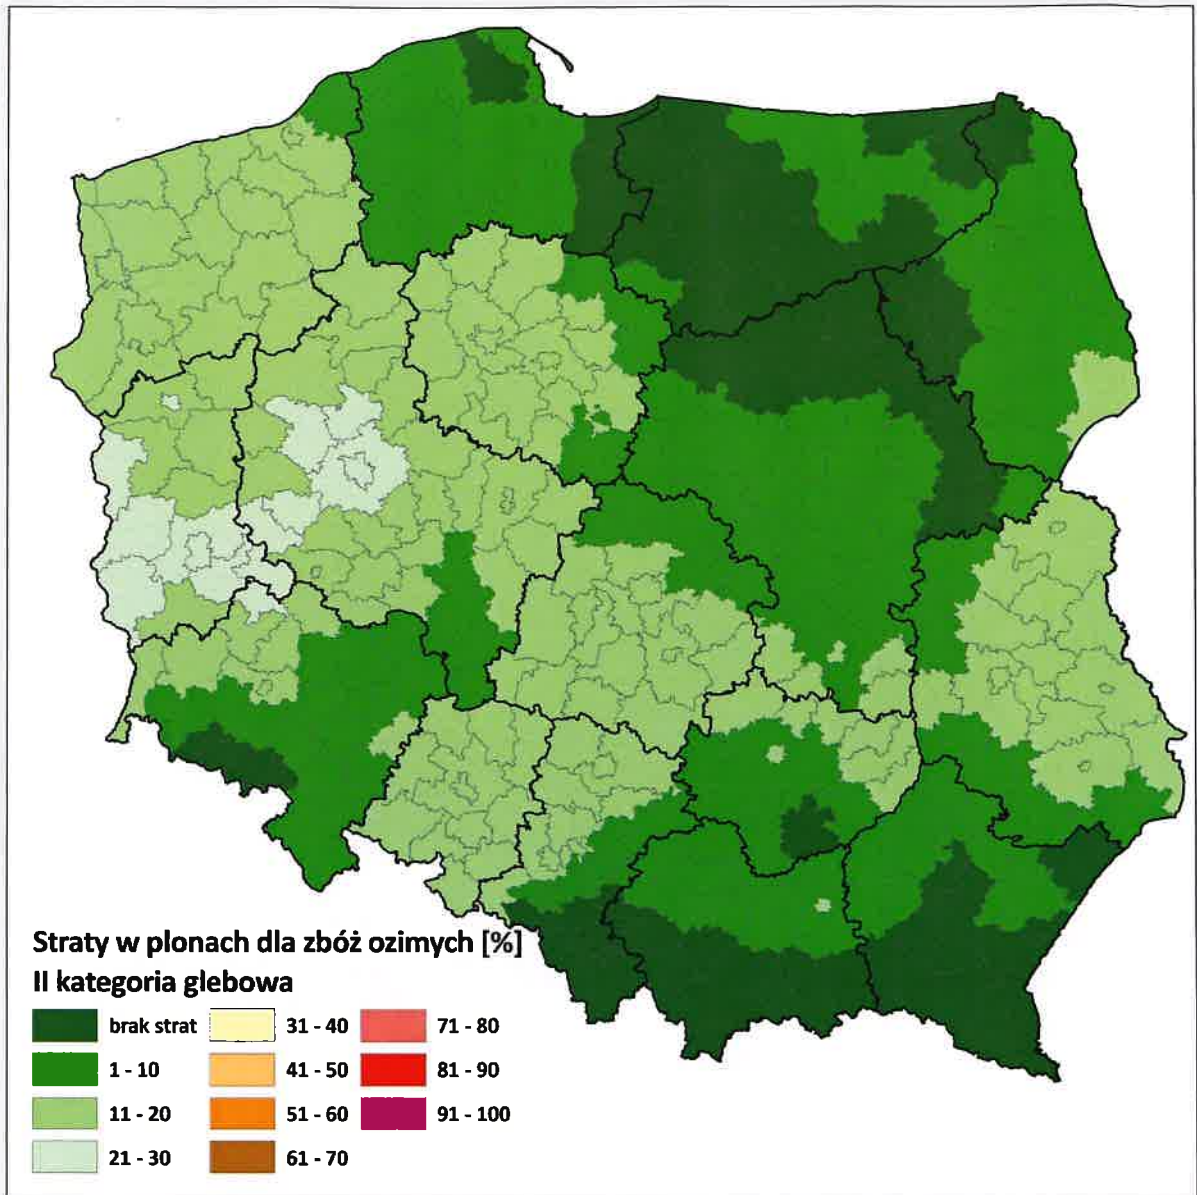 Straty w plonach dla zbóż ozimych [%]
II kategoria glebowa
brak strat
1 - 10
11 - 20
21 - 30
31 - 40
41 - 50
51 - 60
61 - 70
71 - 80
81 - 90
91 - 100